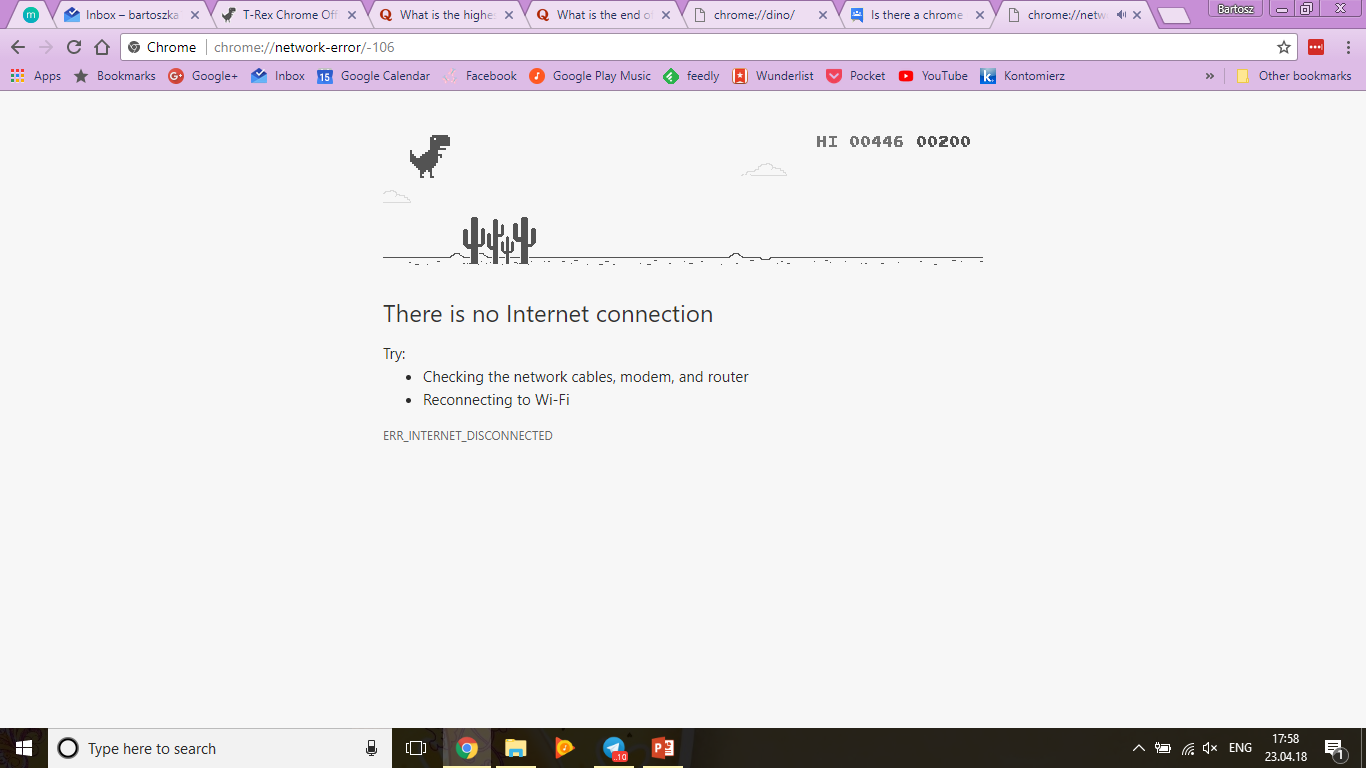 m
Inbox – bartoszka
T-Rex Chrome Off
What is the highe
What is the end o
chrome://dino/
Is there a chrome
chrome://netw
Bartosz
Chrome
chrome://network-error/-106
Apps
Bookmarks
Google+
Inbox
15
Google Calendar
Facebook
Google Play Music
feedly
Wunderlist
Pocket
YouTube
k.
Kontomierz
»
Other bookmarks
HI 00446 00200
There is no Internet connection
Try:
• Checking the network cables, modem, and router
• Reconnecting to Wi-Fi
ERR_INTERNET_DISCONNECTED
Type here to search
..10
ENG
17:58
23.04.18
1